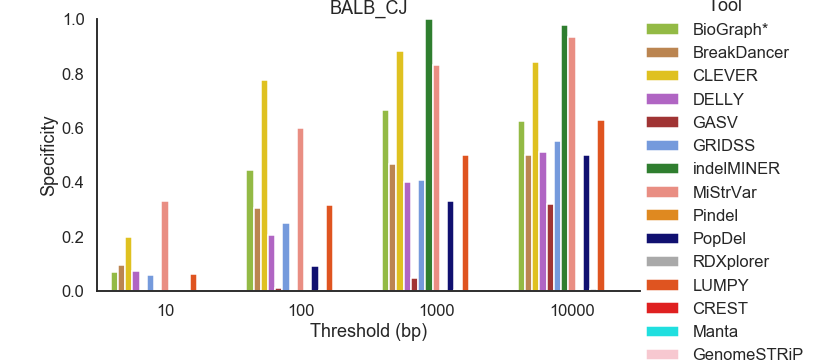 BALB_CJ
Tool
1.0
0.8
0.6
0.4
0.2
0.0
Specificity
10
100
1000
10000
Threshold (bp)
BioGraph*
BreakDancer
CLEVER
DELLY
GASV
GRIDSS
indelMINER
MiStrVar
Pindel
PopDel
RDXplorer
LUMPY
CREST
Manta
GenomeSTRiP